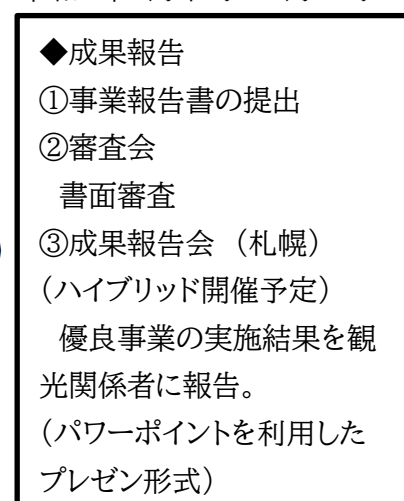 ◆成果報告
①事業報告書の提出
②審査会
書面審査
③成果報告会 (札幌)
(ハイブリッド開催予定)
優良事業の実施結果を観
光関係者に報告。
(パワーポイントを利用した
プレゼン形式)